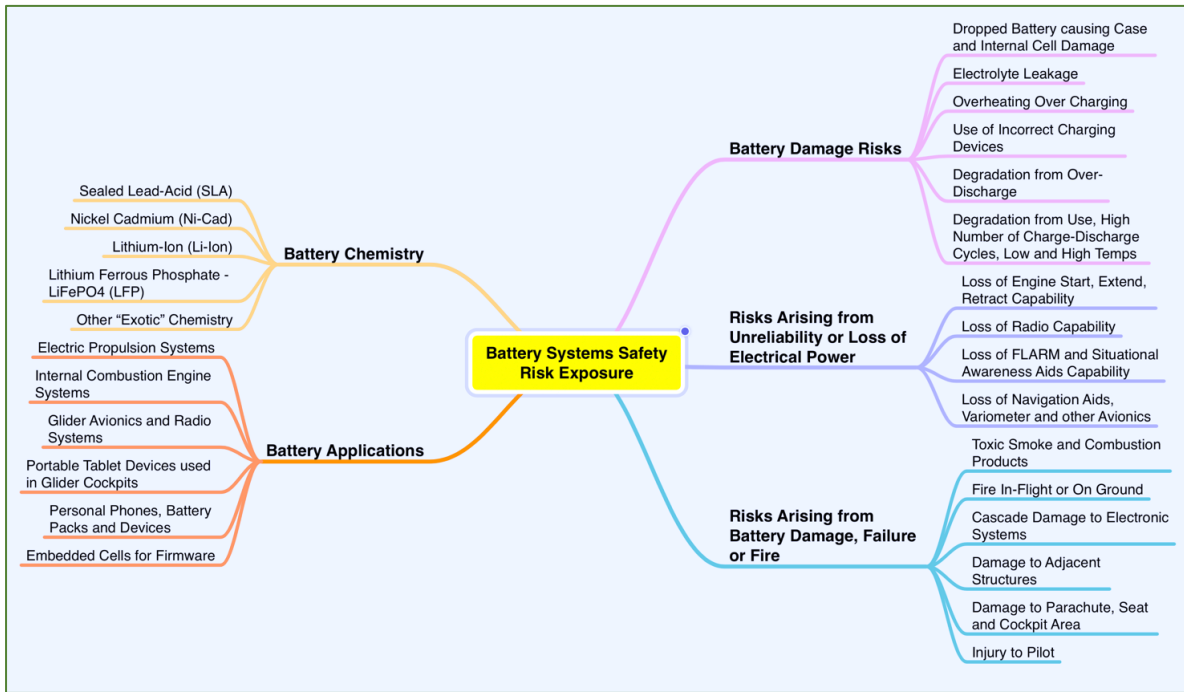 Battery Systems Safety
Risk Exposure
Battery Chemistry
Sealed Lead-Acid (SLA)
Nickel Cadmium (Ni-Cad)
Lithium-Ion (Li-Ion)
Lithium Ferrous Phosphate -
LiFePO4 (LFP)
Other “Exotic” Chemistry
Battery Applications
Electric Propulsion Systems
Internal Combustion Engine
Systems
Glider Avionics and Radio
Systems
Portable Tablet Devices used
in Glider Cockpits
Personal Phones, Battery
Packs and Devices
Embedded Cells for Firmware
Battery Damage Risks
Dropped Battery causing Case
and Internal Cell Damage
Electrolyte Leakage
Overheating Over Charging
Use of Incorrect Charging
Devices
Degradation from Over-
Discharge
Degradation from Use, High
Number of Charge-Discharge
Cycles, Low and High Temps
Risks Arising from
Unreliability or Loss of
Electrical Power
Loss of Engine Start, Extend,
Retract Capability
Loss of Radio Capability
Loss of FLARM and Situational
Awareness Aids Capability
Loss of Navigation Aids,
Variometer and other Avionics
Risks Arising from
Battery Damage, Failure
or Fire
Toxic Smoke and Combustion
Products
Fire In-Flight or On Ground
Cascade Damage to Electronic
Systems
Damage to Adjacent
Structures
Damage to Parachute, Seat
and Cockpit Area
Injury to Pilot